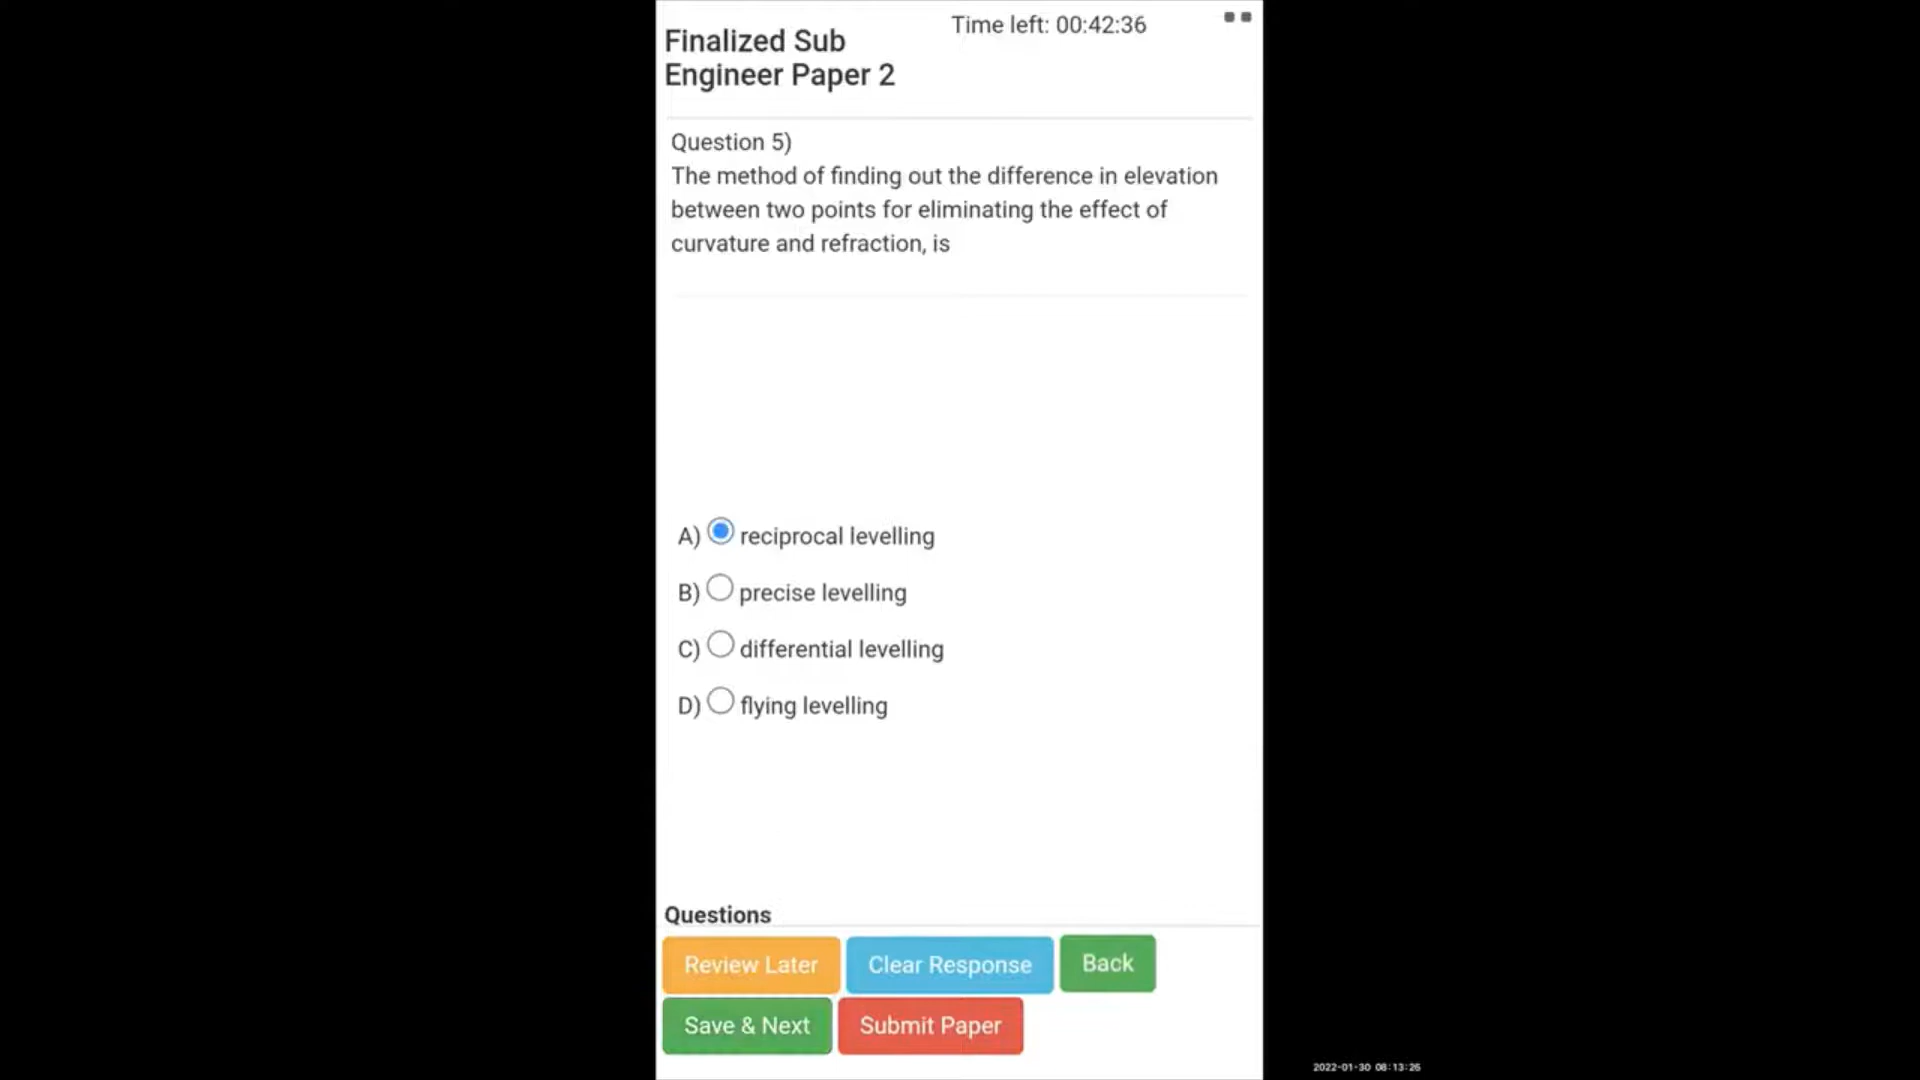 Time left: 00:42:36
Finalized Sub
Engineer Paper 2
Question 5)
The method of finding out the difference in elevation
between two points for eliminating the effect of
curvature and refraction, is
A) reciprocal levelling
B) precise levelling
C) differential levelling
D) flying levelling
Questions
Review Later Clear Response Back
Save & Next Submit Paper
2022-01-30 08:13:26